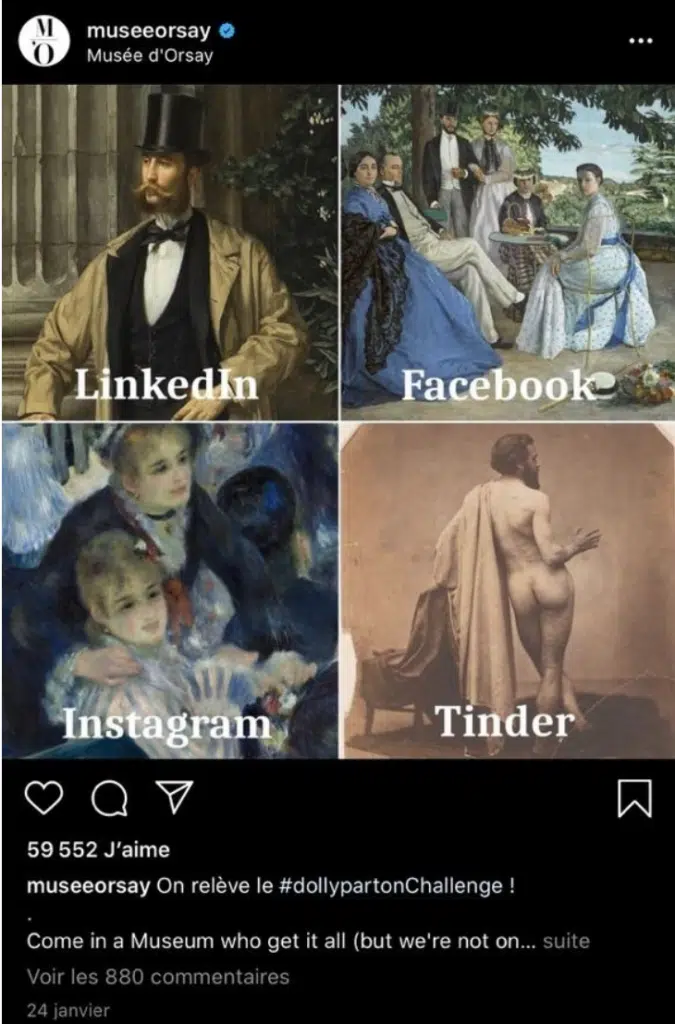 M
'O
museeorsay
Musée d'Orsay
LinkedIn
Facebook
Instagram
Tinder
59 552 J’aime
museeorsay On relève le #dollypartonChallenge !
.
Come in a Museum who get it all (but we're not on... suite
Voir les 880 commentaires
24 janvier